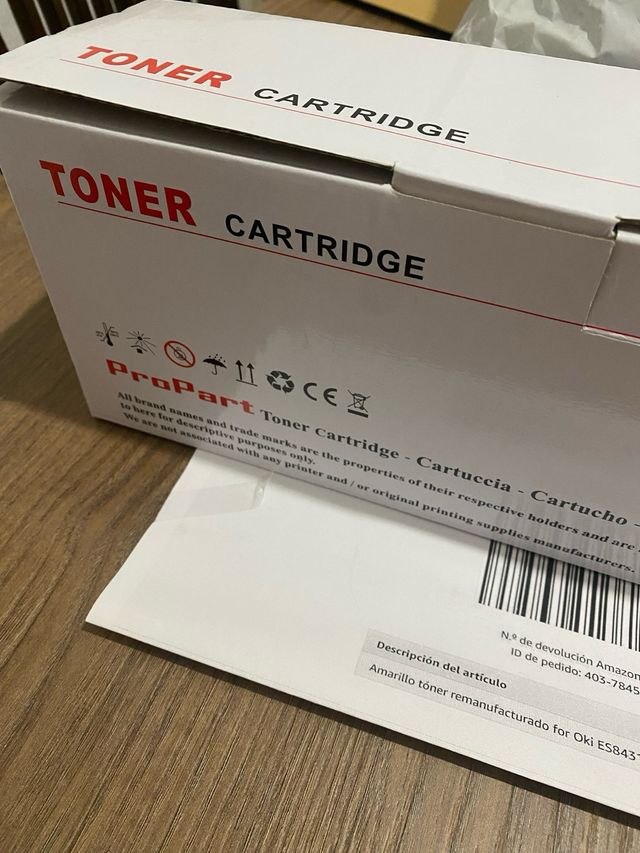 TONER CARTRIDGE
TONER CARTRIDGE
CE
ProPart Toner Cartridge - Cartuccia - Cartucho -
All brand names and trade marks are the properties of their respective holders and are
to here for descriptive purposes only.
We are not associated with any printer and / or original printing supplies manufacturers.
N.º de devolución Amazon
ID de pedido: 403-7845
Descripción del artículo
Amarillo tóner remanufacturado for Oki ES843